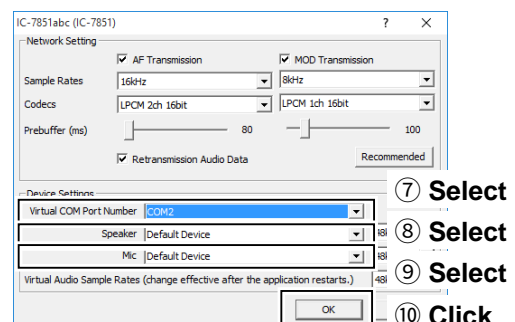 IC-7851abc (IC-7851) ? ×
Network Setting
AF Transmission MOD Transmission
Sample Rates 16kHz 8kHz
Codecs LPCM 2ch 16bit LPCM 1ch 16bit
Prebuffer (ms) 80 100
Retransmission Audio Data Recommended
Device Settings
Virtual COM Port Number COM2 ⑦ Select
Speaker Default Device ⑧ Select
Mic Default Device ⑨ Select
Virtual Audio Sample Rates (change effective after the application restarts.)
OK ⑩ Click